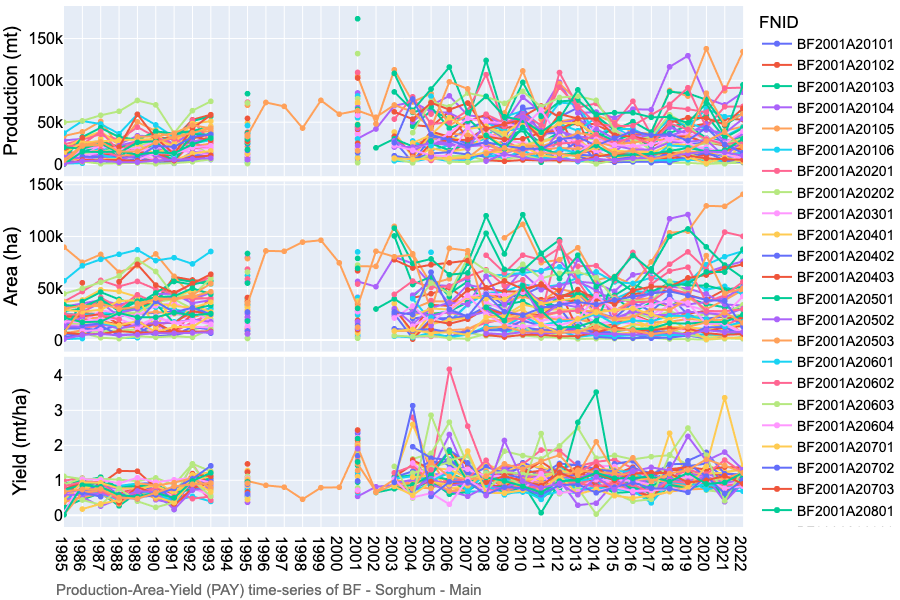 FNID
BF2001A20101
BF2001A20102
BF2001A20103
BF2001A20104
BF2001A20105
BF2001A20106
BF2001A20201
BF2001A20202
BF2001A20301
BF2001A20401
BF2001A20402
BF2001A20403
BF2001A20501
BF2001A20502
BF2001A20503
BF2001A20601
BF2001A20602
BF2001A20603
BF2001A20604
BF2001A20701
BF2001A20702
BF2001A20703
BF2001A20801
Production (mt)
150k
100k
50k
0
Area (ha)
150k
100k
50k
0
Yield (mt/ha)
4
3
2
1
0
1985 1986 1987 1988 1989 1990 1991 1992 1993 1994 1995 1996 1997 1998 1999 2000 2001 2002 2003 2004 2005 2006 2007 2008 2009 2010 2011 2012 2013 2014 2015 2016 2017 2018 2019 2020 2021 2022
Production-Area-Yield (PAY) time-series of BF - Sorghum - Main